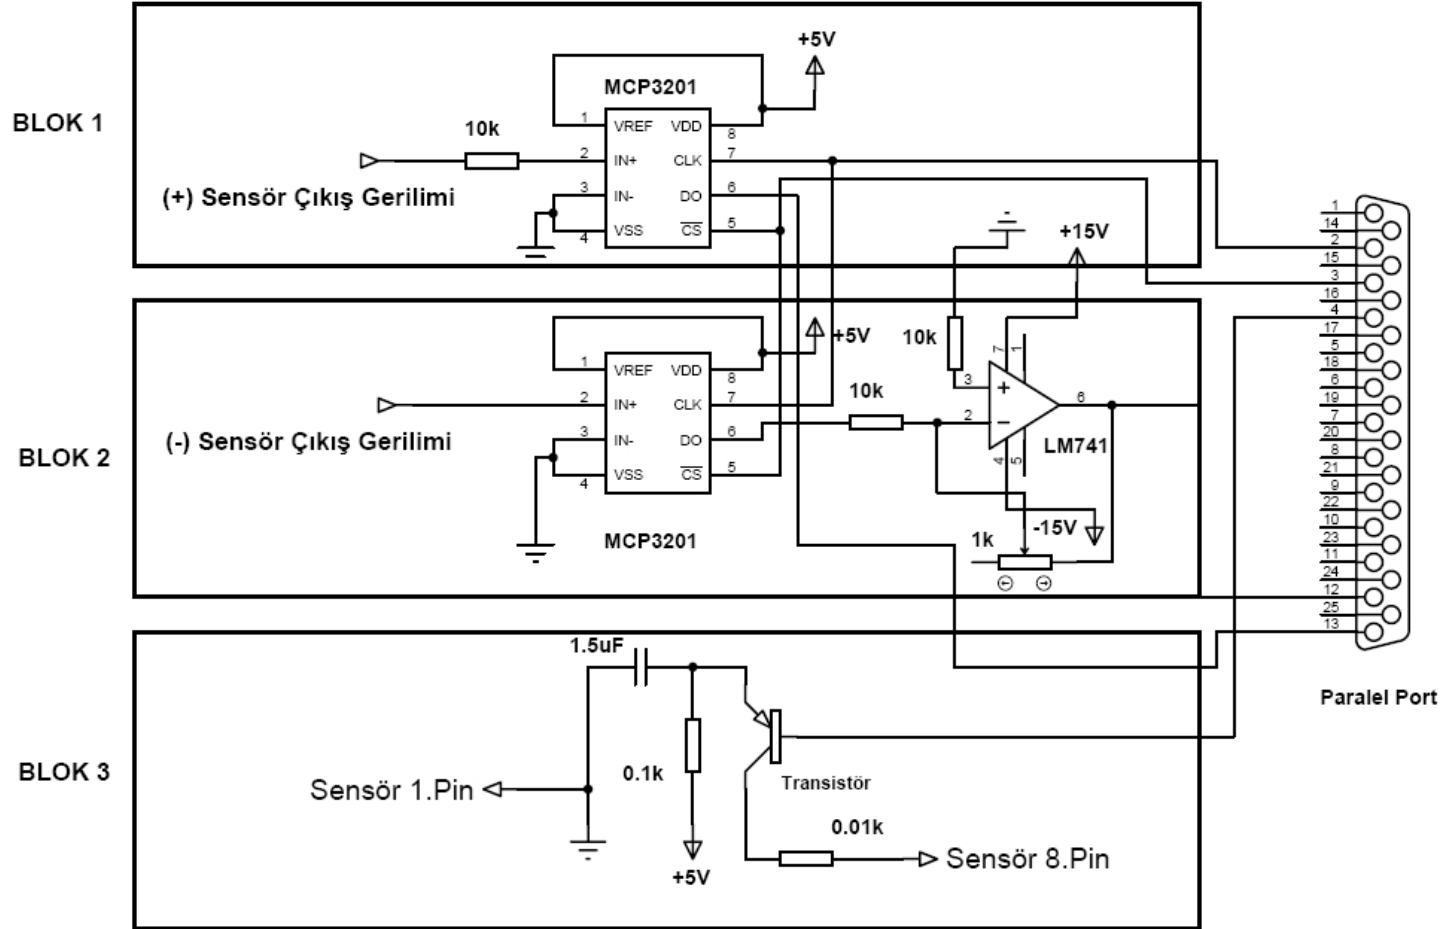 BLOK 1
+5V
MCP3201
10k
1 VREF VDD 8
2 IN+ CLK 7
3 IN- DO 6
4 VSS CS 5
(+) Sensör Çıkış Gerilimi
BLOK 2
+5V
+15V
10k
10k
1 VREF VDD 8
2 IN+ CLK 7
3 IN- DO 6
4 VSS CS 5
(-) Sensör Çıkış Gerilimi
MCP3201
7
1
3
+
2
−
6
4
5
LM741
-15V
1k
BLOK 3
1.5uF
0.1k
+5V
Sensör 1.Pin
Transistör
0.01k
Sensör 8.Pin
1
14
2
15
3
16
4
17
5
18
6
19
7
20
8
21
9
22
10
23
11
24
12
25
13
Paralel Port